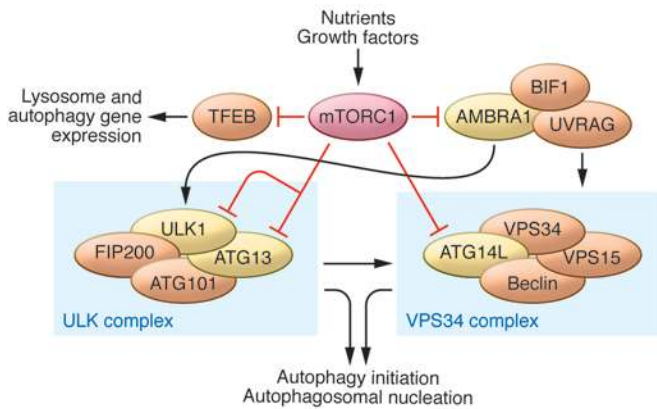 Nutrients
Growth factors
BIF1
Lysosome and
autophagy gene
expression
TFEB
mTORC1
AMBRA1
UVRAG
ULK1
FIP200
ATG13
ATG101
ULK complex
VPS34
ATG14L
VPS15
Beclin
VPS34 complex
Autophagy initiation
Autophagosomal nucleation